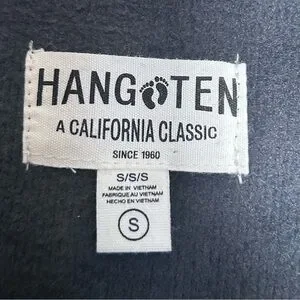 HANG TEN
A CALIFORNIA CLASSIC
SINCE 1960
S/S/S
MADE IN VIETNAM
FABRIQUE AU VIETNAM
HECHO EN VIETNAM
S